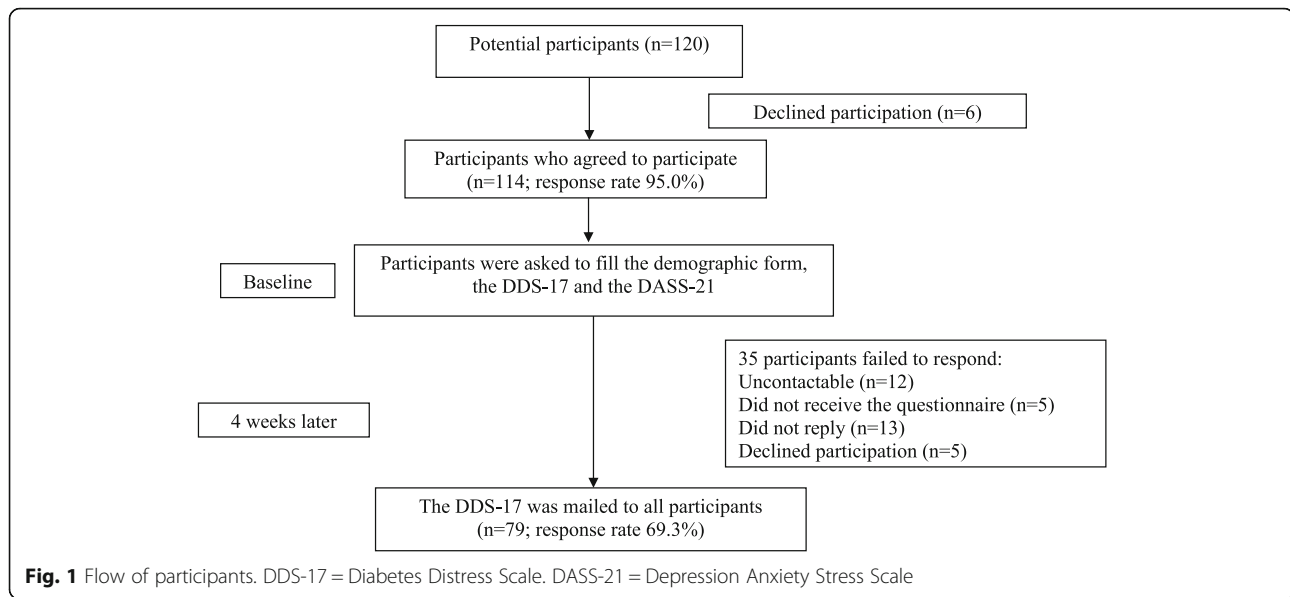 Potential participants (n=120)
Declined participation (n=6)
Participants who agreed to participate
(n=114; response rate 95.0%)
Baseline
Participants were asked to fill the demographic form,
the DDS-17 and the DASS-21
35 participants failed to respond:
Uncontactable (n=12)
Did not receive the questionnaire (n=5)
Did not reply (n=13)
Declined participation (n=5)
4 weeks later
The DDS-17 was mailed to all participants
(n=79; response rate 69.3%)
Fig. 1 Flow of participants. DDS-17 = Diabetes Distress Scale. DASS-21 = Depression Anxiety Stress Scale